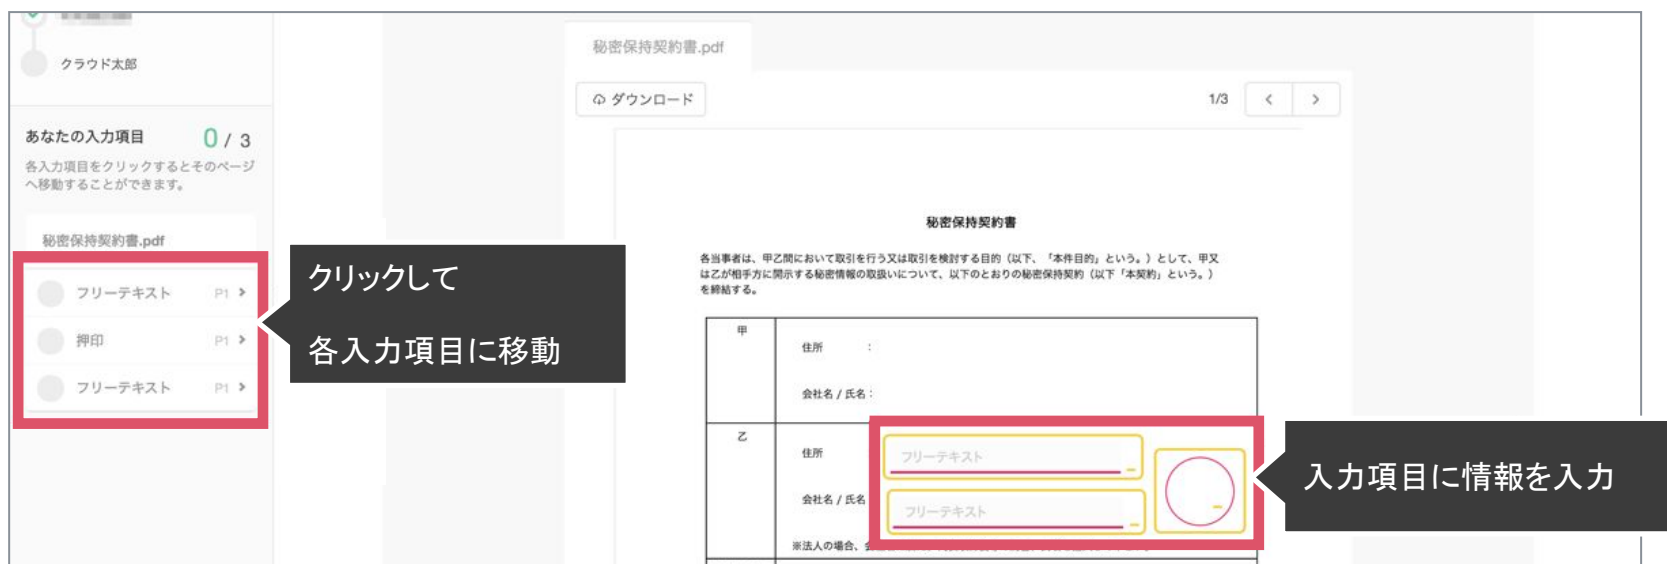 クラウド太郎
あなたの入力項目 0 / 3
各入力項目をクリックするとそのページ
へ移動することができます。
秘密保持契約書.pdf
フリーテキスト P1
押印 P1
フリーテキスト P1
クリックして
各入力項目に移動
秘密保持契約書.pdf
ダウンロード
1/3
秘密保持契約書
各当事者は、甲乙間において取引を行う又は取引を検討する目的（以下、「本件目的」という。）として、甲又
は乙が相手方に開示する秘密情報の取扱いについて、以下のとおりの秘密保持契約（以下「本契約」という。）
を締結する。
甲
住所 :
会社名 / 氏名 :
乙
住所
フリーテキスト
会社名 / 氏名
フリーテキスト
※法人の場合、
入力項目に情報を入力